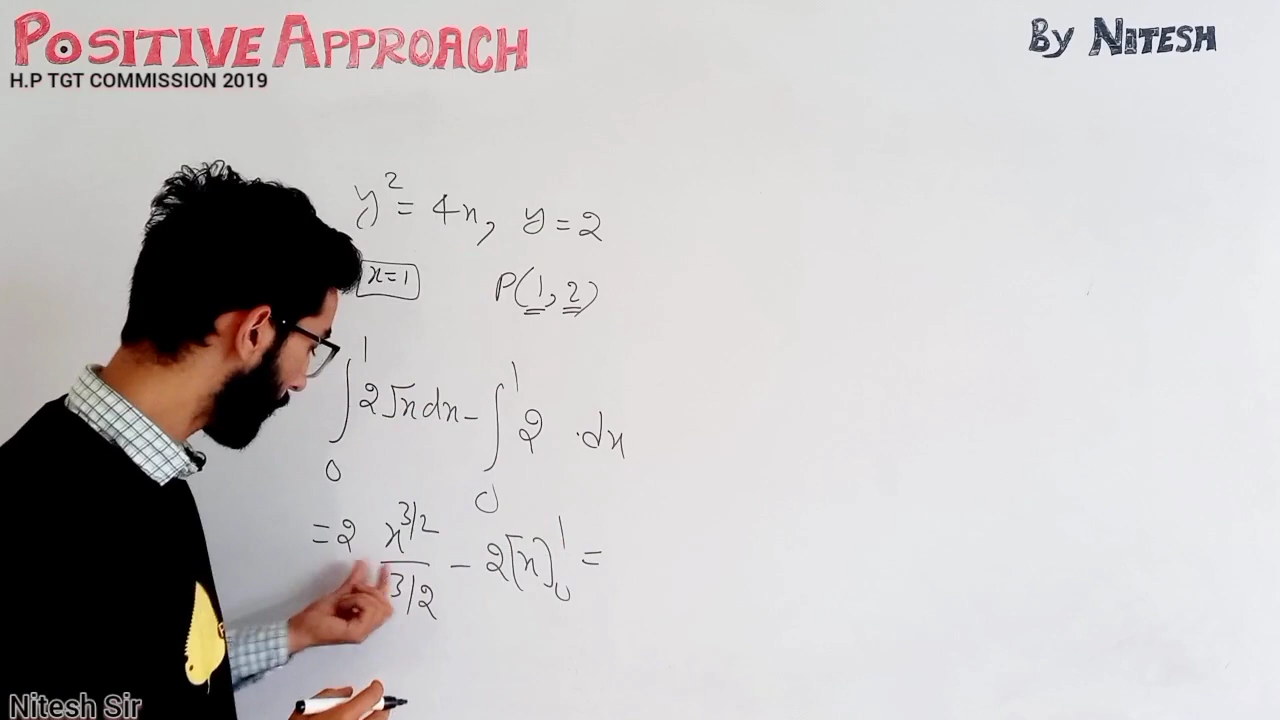 POSITIVE APPROACH
By NITESH
H.P TGT COMMISSION 2019
y² = 4x, y = 2
x=1 P(1, 2)
∫₀¹ 2√x dx - ∫₀¹ 2 · dx
= 2 x^3/2 / 3/2 - 2[x]₀¹ =
Nitesh Sir